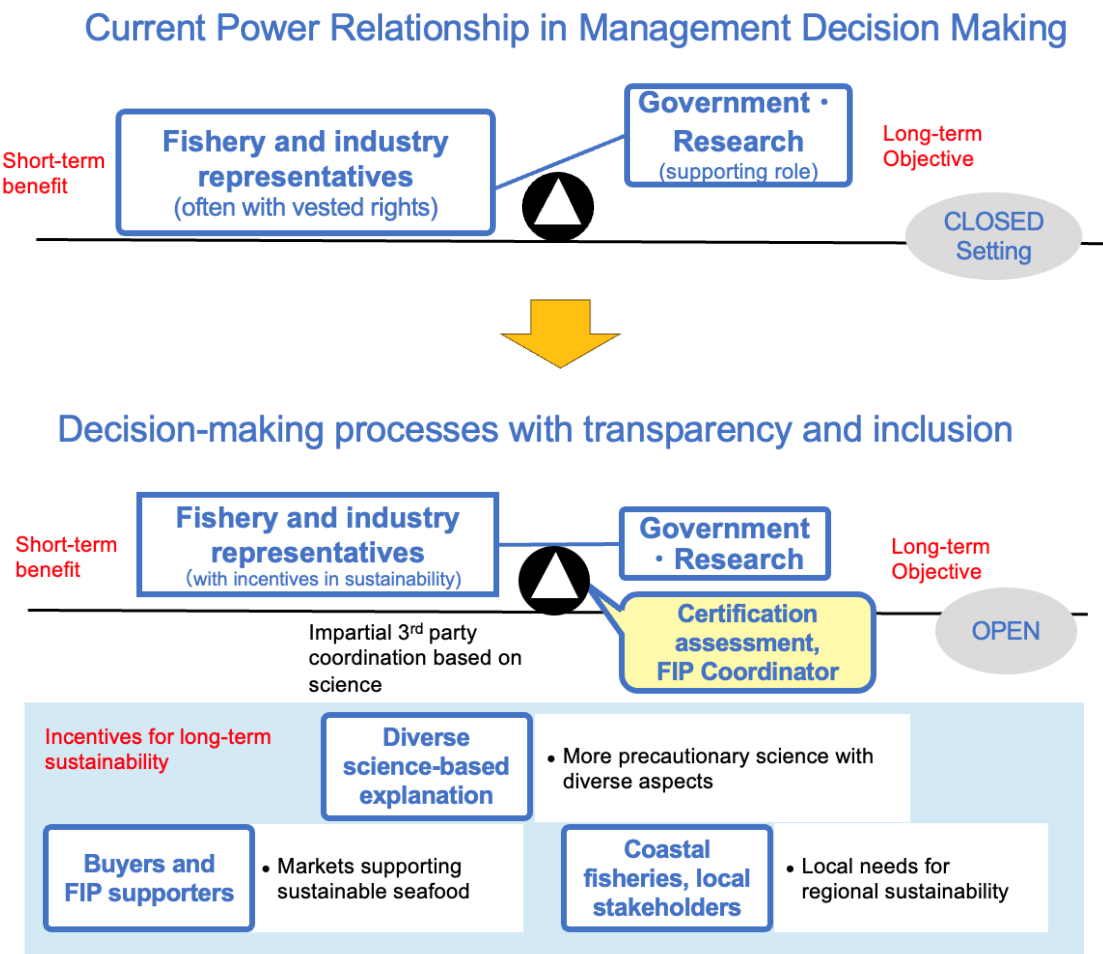 Current Power Relationship in Management Decision Making
Short-term
benefit
Fishery and industry
representatives
(often with vested rights)
Government・
Research
(supporting role)
Long-term
Objective
CLOSED
Setting
Decision-making processes with transparency and inclusion
Short-term
benefit
Fishery and industry
representatives
(with incentives in sustainability)
Government
・Research
Long-term
Objective
OPEN
Impartial 3rd party
coordination based on
science
Certification
assessment,
FIP Coordinator
Incentives for long-term
sustainability
Diverse
science-based
explanation
• More precautionary science with
diverse aspects
Buyers and
FIP supporters
• Markets supporting
sustainable seafood
Coastal
fisheries, local
stakeholders
• Local needs for
regional sustainability